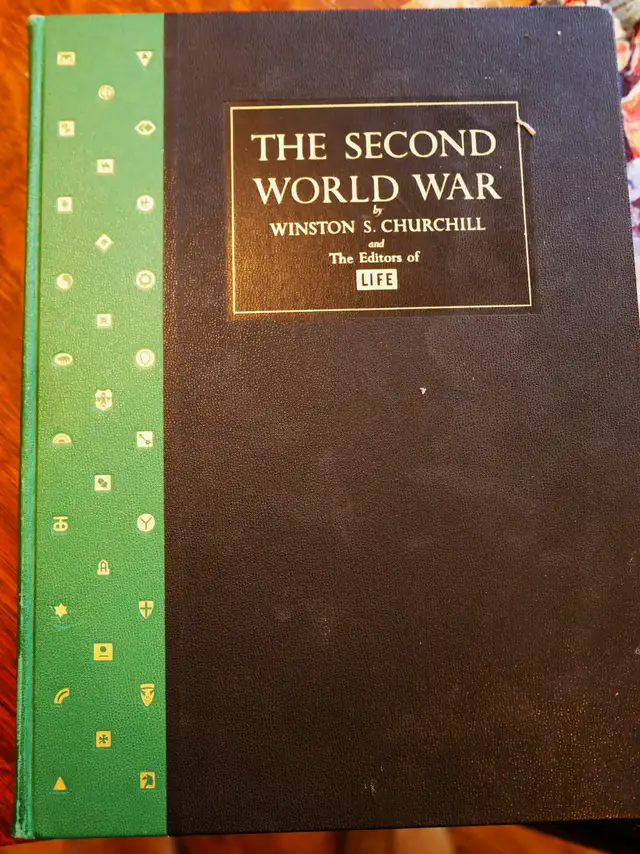 THE SECOND
WORLD WAR
by
WINSTON S. CHURCHILL
and
The Editors of
LIFE